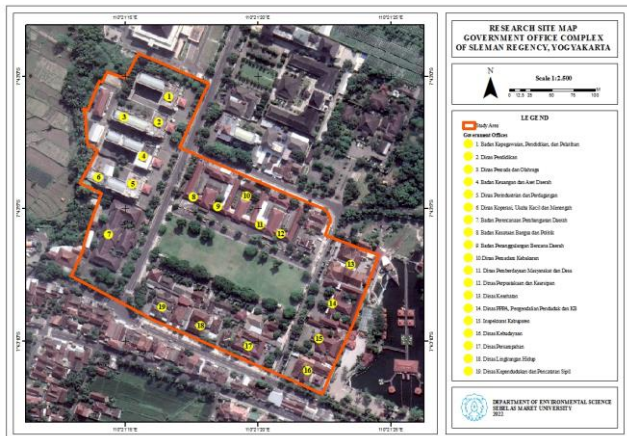 RESEARCH SITE MAP
GOVERNMENT OFFICE COMPLEX
OF SLEMAN REGENCY, YOGYAKARTA
N
Scale 1:2.500
LEGEND
Study Area
Government Offices
1. Badan Kepegawaian, Pendidikan, dan Pelatihan
2. Dinas Pendidikan
3. Dinas Pemuda dan Olahraga
4. Badan Keuangan dan Aset Daerah
5. Dinas Perindustrian dan Perdagangan
6. Dinas Koperasi, Usaha Kecil dan Menengah
7. Badan Perencanaan Pembangunan Daerah
8. Badan Kesatuan Bangsa dan Politik
9. Badan Penanggulangan Bencana Daerah
10. Dinas Pemadam Kebakaran
11. Dinas Pemberdayaan Masyarakat dan Desa
12. Dinas Perpustakaan dan Kearsipan
13. Dinas Kesehatan
14. Dinas PPPA, Pengendalian Penduduk dan KB
15. Inspektorat Kabupaten
16. Dinas Kebudayaan
17. Dinas
18. Dinas Lingkungan Hidup
19. Dinas Kependudukan dan Pencatatan Sipil
DEPARTMENT OF ENVIRONMENTAL SCIENCE
SEBELAS MARET UNIVERSITY
2022
1
2
3
4
5
6
7
8
9
10
11
12
13
14
15
16
17
18
19